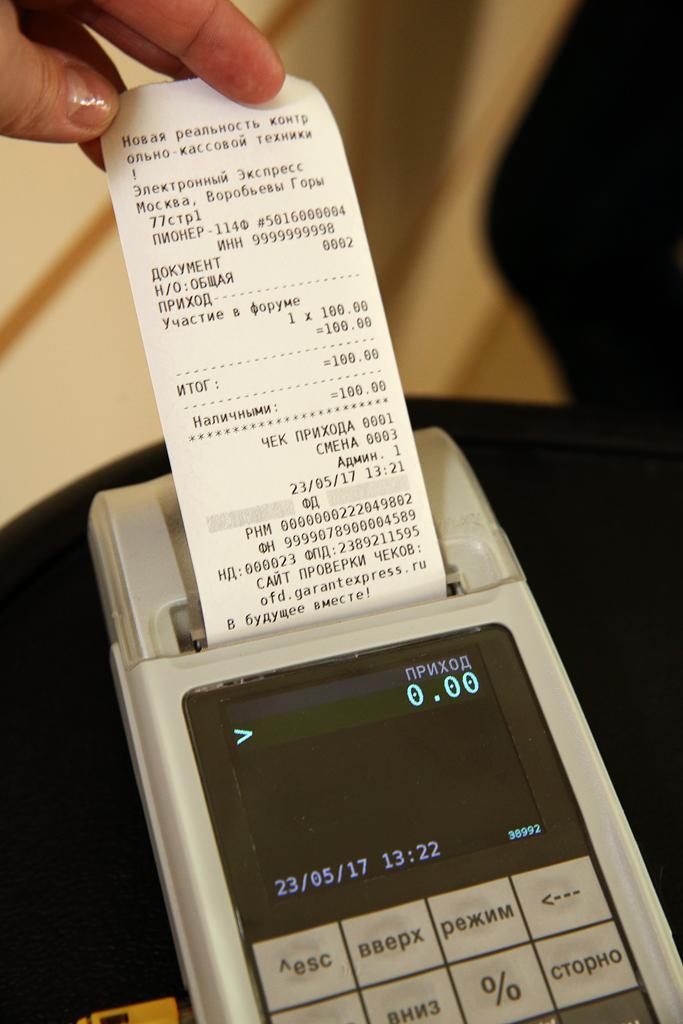 Новая реальность контр
ольно-кассовой техники
!
Электронный Экспресс
Москва, Воробьевы Горы
77стр1
ПИОНЕР-114Ф #5016000004
ИНН 9999999998
0002
ДОКУМЕНТ
Н/О:ОБЩАЯ
ПРИХОД--------------------
Участие в форуме
1 x 100.00
=100.00
--------------------------
=100.00
ИТОГ:
--------------------------
=100.00
Наличными:
**************************
ЧЕК ПРИХОДА 0001
СМЕНА 0003
Админ. 1
23/05/17 13:21
ФД
РНМ 0000000222049802
ФН 9999078900004589
НД:000023 ФПД:2389211595
САЙТ ПРОВЕРКИ ЧЕКОВ:
ofd.garantexpress.ru
В будущее вместе!
ПРИХОД
0.00
>
38992
23/05/17 13:22
^esc вверх режим <---
вниз % сторно